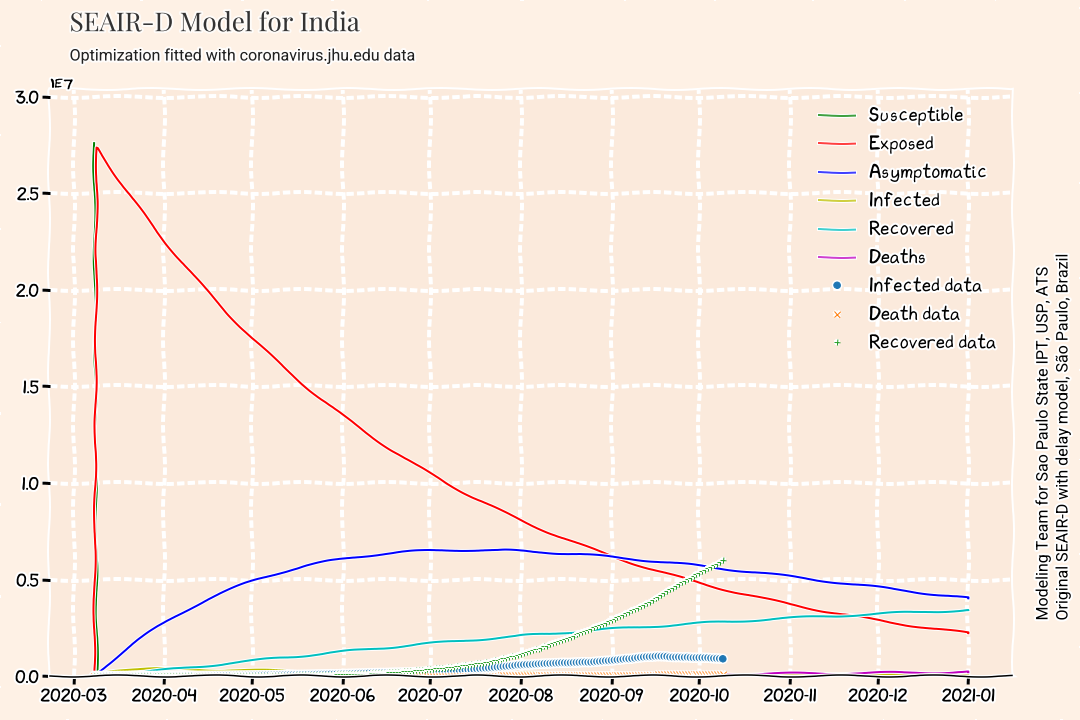 SEAIR-D Model for India
Optimization fitted with coronavirus.jhu.edu data
1E7
3.0
2.5
2.0
1.5
1.0
0.5
0.0
2020-03 2020-04 2020-05 2020-06 2020-07 2020-08 2020-09 2020-10 2020-11 2020-12 2021-01
Susceptible
Exposed
Asymptomatic
Infected
Recovered
Deaths
Infected data
Death data
Recovered data
Modeling Team for Sao Paulo State IPT, USP, ATS
Original SEAIR-D with delay model, São Paulo, Brazil